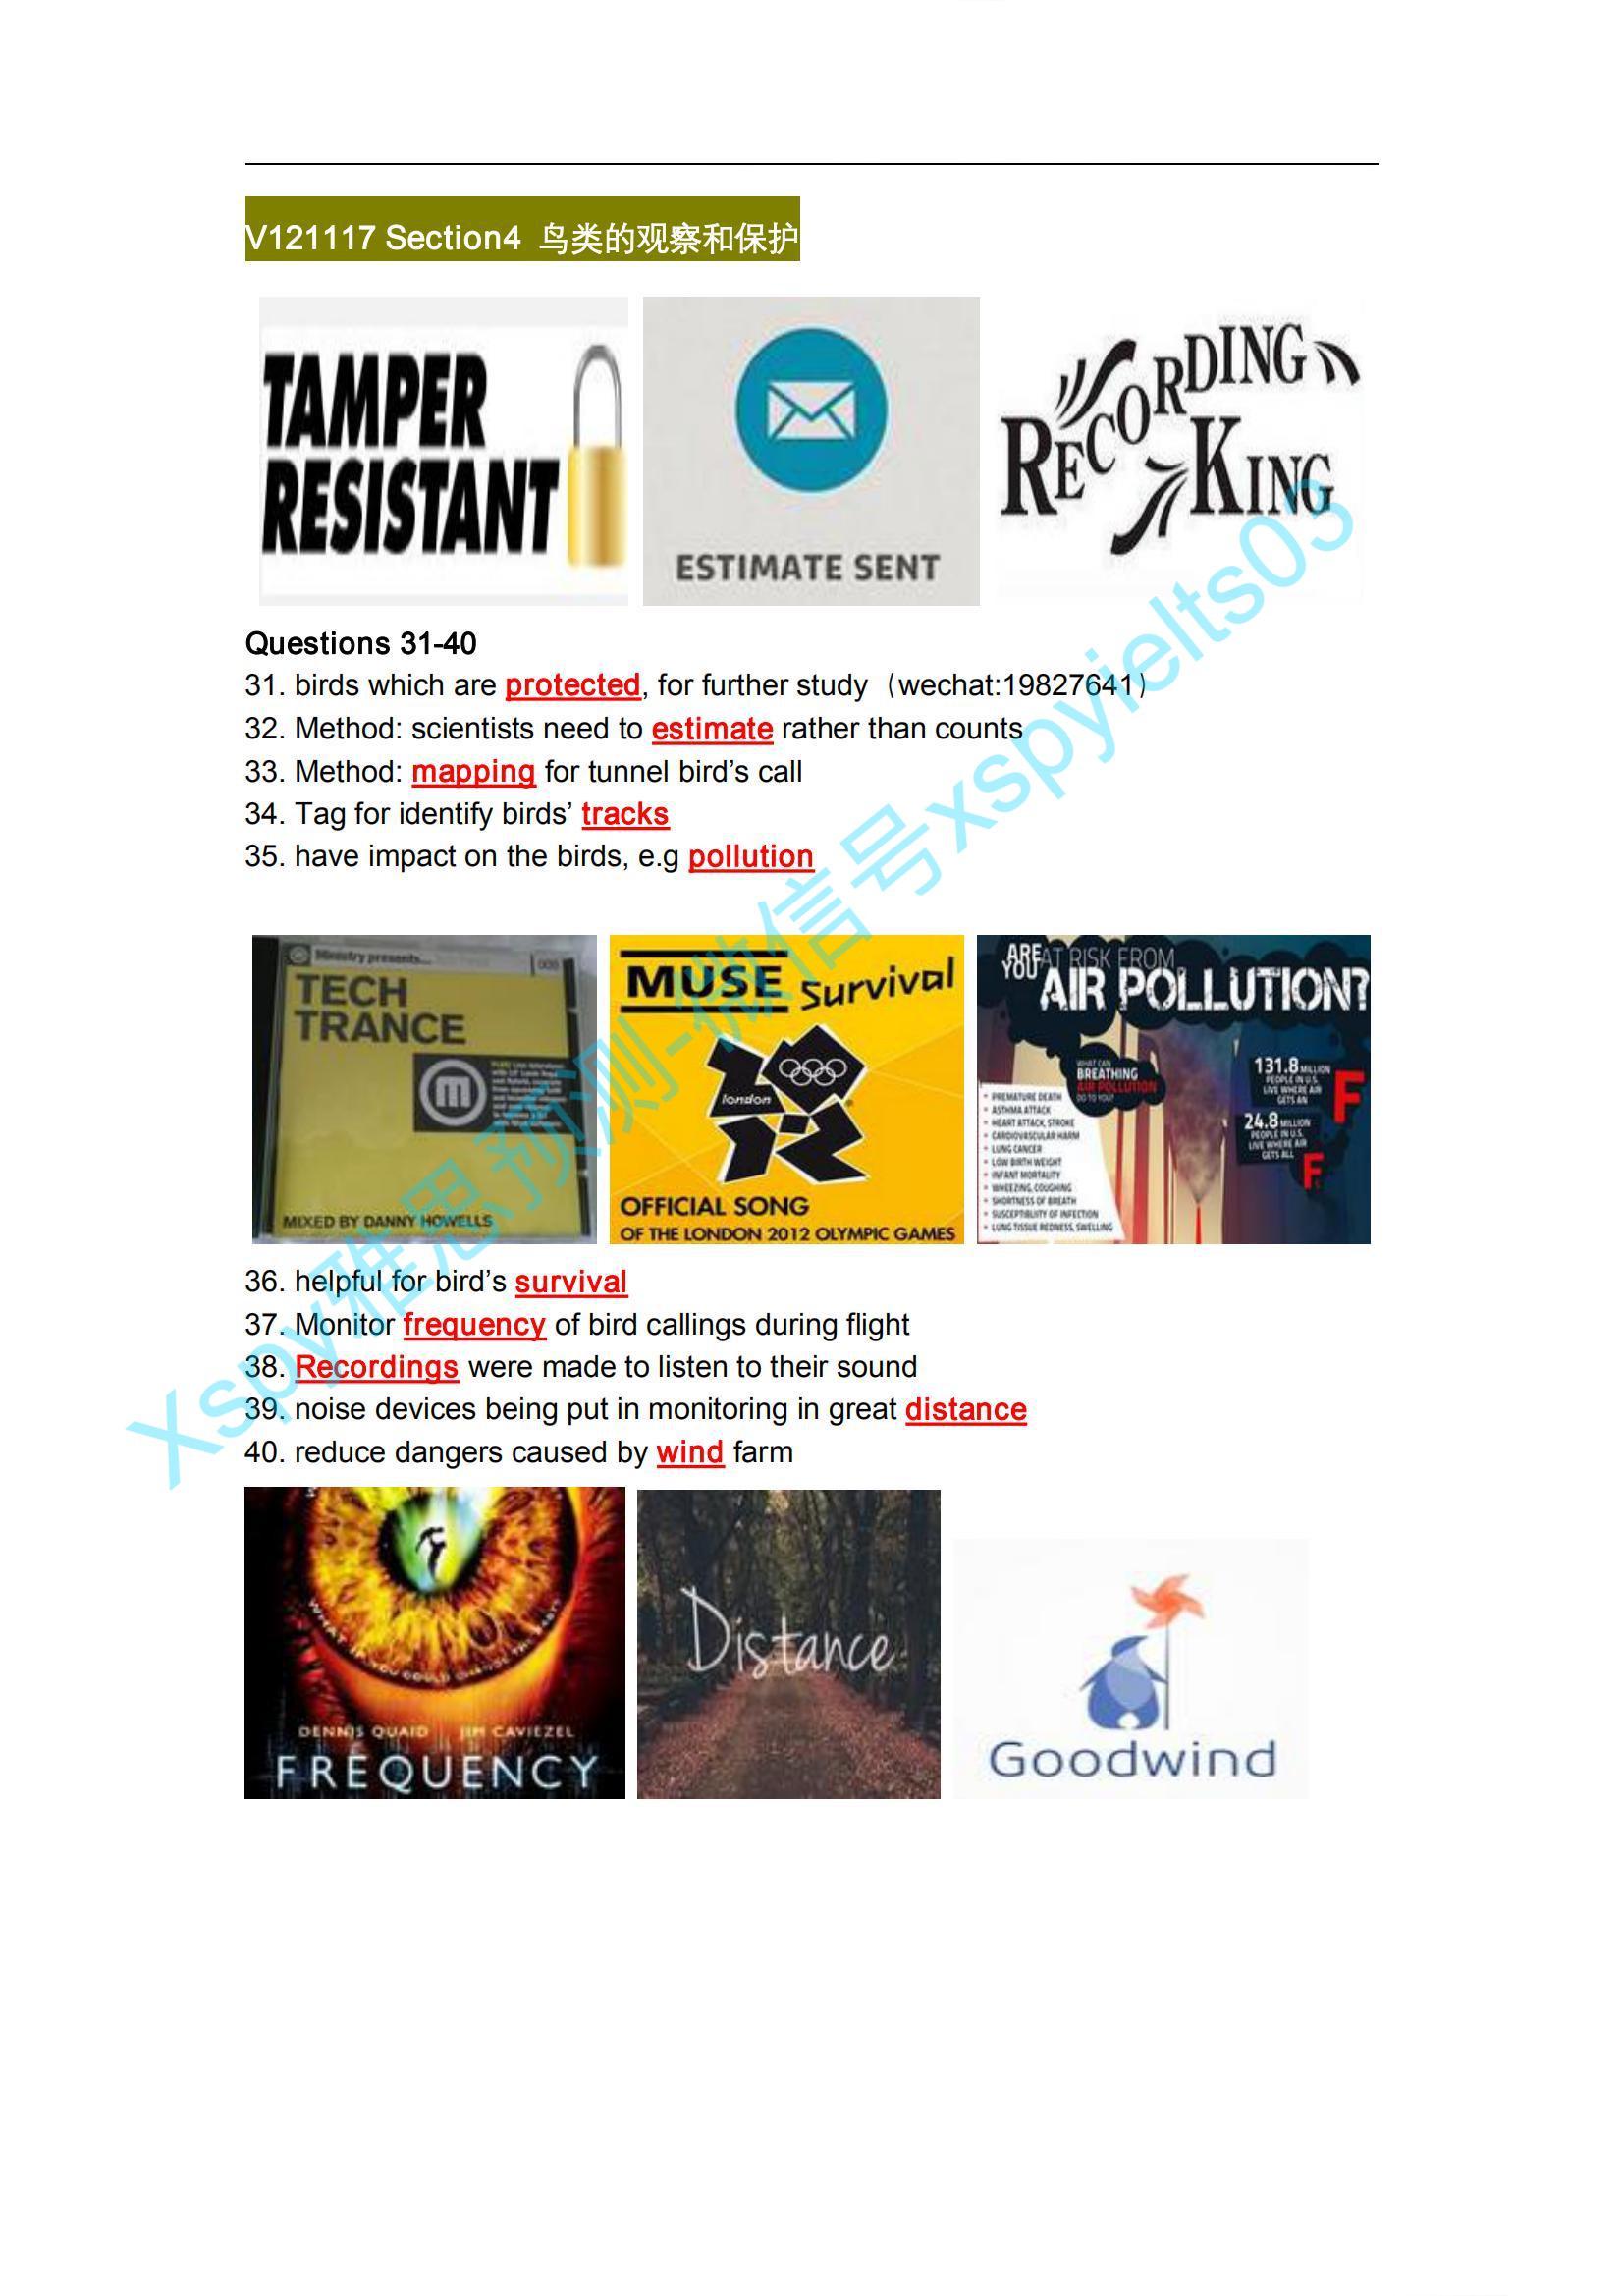 V121117 Section4 鸟类的观察和保护
TAMPER
RESISTANT
ESTIMATE SENT
RECORDING
KING
Questions 31-40
31. birds which are protected, for further study（wechat:19827641）
32. Method: scientists need to estimate rather than counts
33. Method: mapping for tunnel bird’s call
34. Tag for identify birds’ tracks
35. have impact on the birds, e.g pollution
Ministry presents...
TECH
TRANCE
MIXED BY DANNY HOWELLS
MUSE Survival
london
OFFICIAL SONG
OF THE LONDON 2012 OLYMPIC GAMES
ARE YOU AT RISK FROM
AIR POLLUTION?
WHAT CAN
BREATHING
AIR POLLUTION
DO TO YOU?
PREMATURE DEATH
ASTHMA ATTACK
HEART ATTACK, STROKE
CARDIOVASCULAR HARM
LUNG CANCER
LOW BIRTH WEIGHT
INFANT MORTALITY
WHEEZING, COUGHING
SHORTNESS OF BREATH
SUSCEPTIBLIITY OF INFECTION
LUNG TISSUE REDNESS, SWELLING
131.8 MILLION
PEOPLE IN U.S.
LIVE WHERE AIR
GETS AN
F
24.8 MILLION
PEOPLE IN U.S.
LIVE WHERE AIR
GETS ALL
F
36. helpful for bird’s survival
37. Monitor frequency of bird callings during flight
38. Recordings were made to listen to their sound
39. noise devices being put in monitoring in great distance
40. reduce dangers caused by wind farm
WHAT IF YOU COULD CHANGE THE PAST?
DENNIS QUAID JIM CAVIEZEL
FREQUENCY
Distance
Goodwind
Xspy雅思预测-微信号xspyielts03